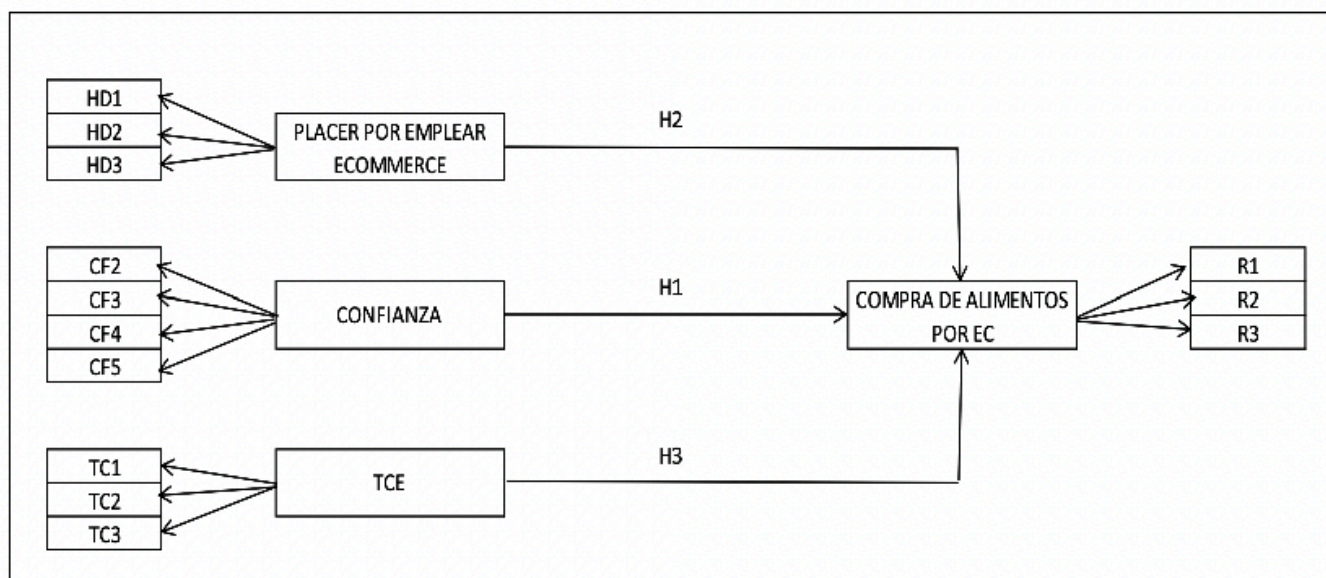 HD1
HD2
HD3
PLACER POR EMPLEAR
ECOMMERCE
H2
CF2
CF3
CF4
CF5
CONFIANZA
H1
COMPRA DE ALIMENTOS
POR EC
R1
R2
R3
TC1
TC2
TC3
TCE
H3